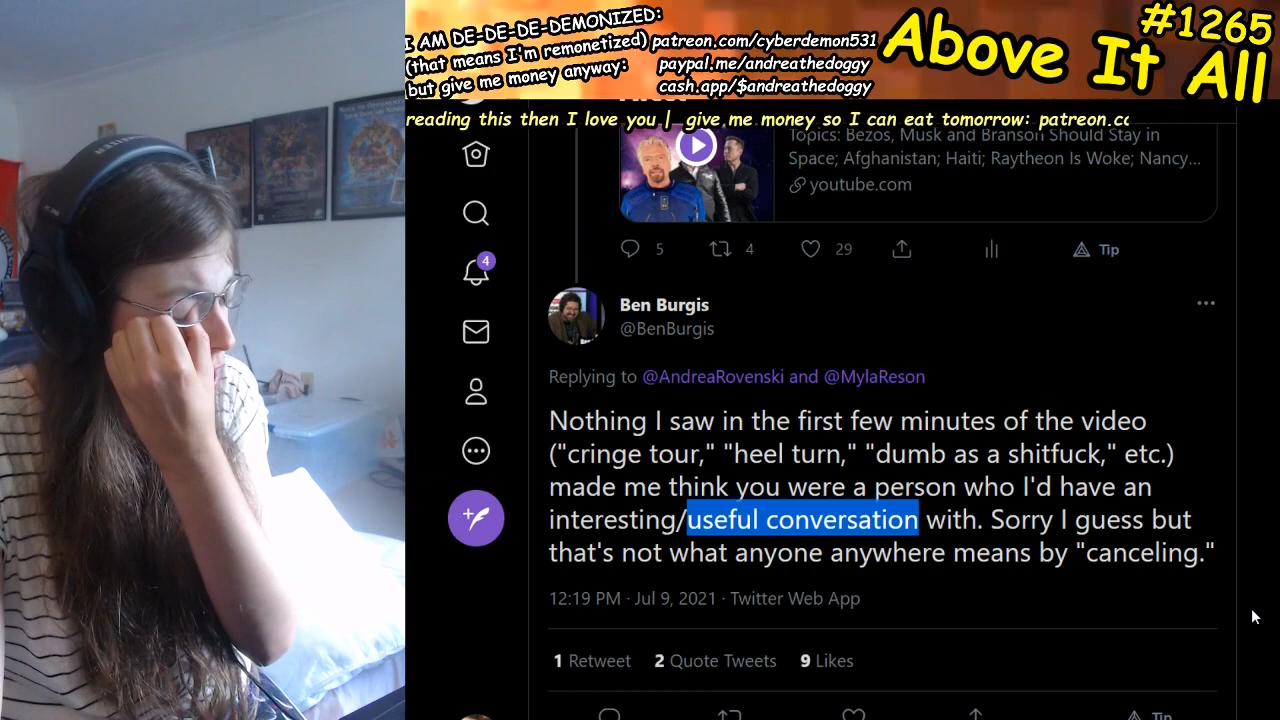 I AM DE-DE-DE-DEMONIZED:
(that means I'm remonetized)
but give me money anyway:
patreon.com/cyberdemon531
paypal.me/andreathedoggy
cash.app/$andreathedoggy
Above It All
#1265
reading this then I love you | give me money so I can eat tomorrow: patreon.co
Topics: Bezos, Musk and Branson Should Stay in
Space; Afghanistan; Haiti; Raytheon Is Woke; Nancy...
youtube.com
5
4
29
Tip
4
Ben Burgis
@BenBurgis
Replying to @AndreaRovenski and @MylaReson
Nothing I saw in the first few minutes of the video
("cringe tour," "heel turn," "dumb as a shitfuck," etc.)
made me think you were a person who I'd have an
interesting/useful conversation with. Sorry I guess but
that's not what anyone anywhere means by "canceling."
12:19 PM · Jul 9, 2021 · Twitter Web App
1 Retweet 2 Quote Tweets 9 Likes
Tip